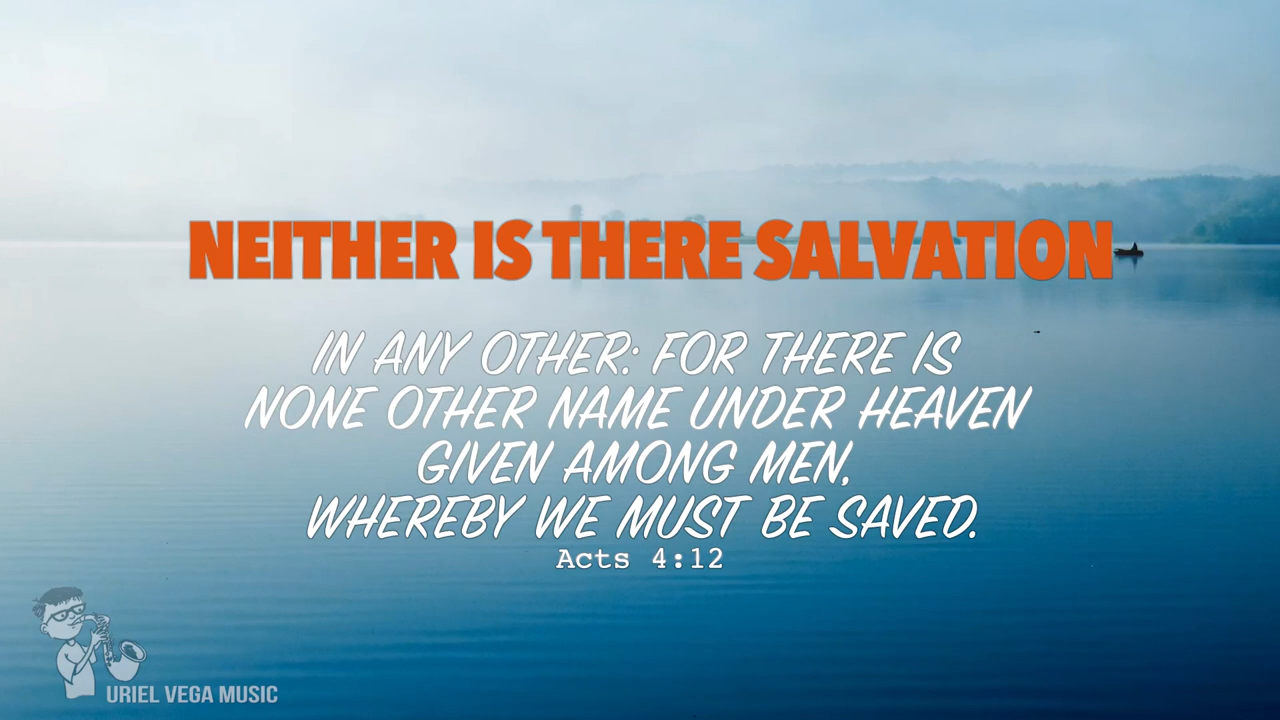 NEITHER IS THERE SALVATION
IN ANY OTHER: FOR THERE IS
NONE OTHER NAME UNDER HEAVEN
GIVEN AMONG MEN,
WHEREBY WE MUST BE SAVED.
Acts 4:12
URIEL VEGA MUSIC